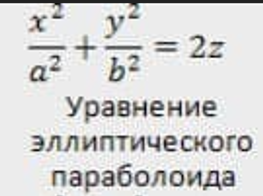 x²/a² + y²/b² = 2z
Уравнение
эллиптического
параболоида